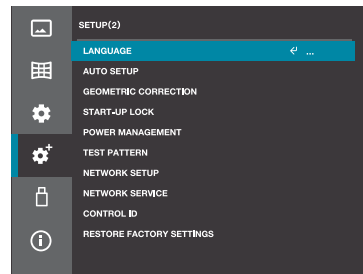 SETUP(2)
LANGUAGE ...
AUTO SETUP
GEOMETRIC CORRECTION
START-UP LOCK
POWER MANAGEMENT
TEST PATTERN
NETWORK SETUP
NETWORK SERVICE
CONTROL ID
RESTORE FACTORY SETTINGS